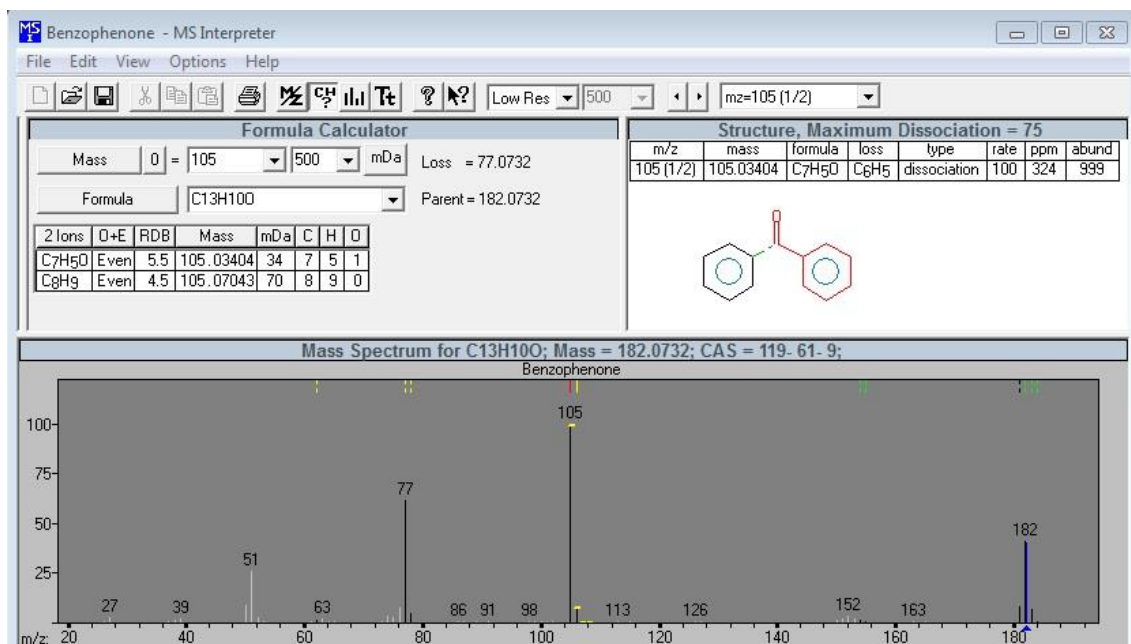 MS I Benzophenone - MS Interpreter
File Edit View Options Help
M/Z CH ? Tt ? ? Low Res 500 mz=105 (1/2)
Formula Calculator
Mass 0 = 105 500 mDa Loss = 77.0732
Formula C13H10O Parent = 182.0732
2 Ions O+E RDB Mass mDa C H O
C7H5O Even 5.5 105.03404 34 7 5 1
C8H9 Even 4.5 105.07043 70 8 9 0
Structure, Maximum Dissociation = 75
m/z mass formula loss type rate ppm abund
105 (1/2) 105.03404 C7H5O C6H5 dissociation 100 324 999
O
Mass Spectrum for C13H10O; Mass = 182.0732; CAS = 119- 61- 9;
Benzophenone
100
75
50
25
27 39 51 63 77 86 91 98 105 113 126 152 163 182
m/z: 20 40 60 80 100 120 140 160 180